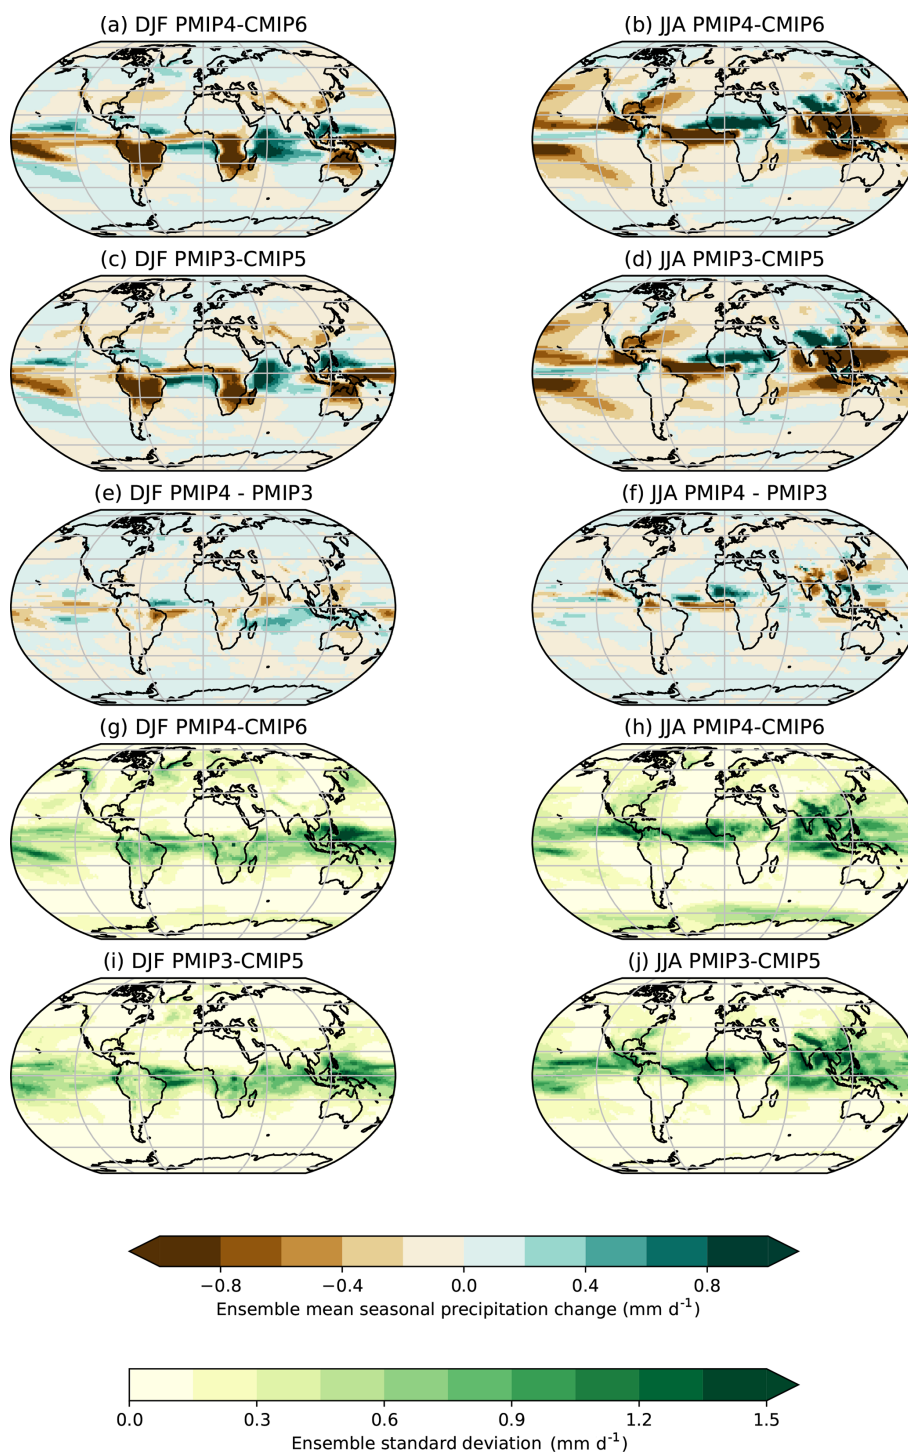 (a) DJF PMIP4-CMIP6
(b) JJA PMIP4-CMIP6
(c) DJF PMIP3-CMIP5
(d) JJA PMIP3-CMIP5
(e) DJF PMIP4 - PMIP3
(f) JJA PMIP4 - PMIP3
(g) DJF PMIP4-CMIP6
(h) JJA PMIP4-CMIP6
(i) DJF PMIP3-CMIP5
(j) JJA PMIP3-CMIP5
−0.8 −0.4 0.0 0.4 0.8
Ensemble mean seasonal precipitation change (mm d⁻¹)
0.0 0.3 0.6 0.9 1.2 1.5
Ensemble standard deviation (mm d⁻¹)